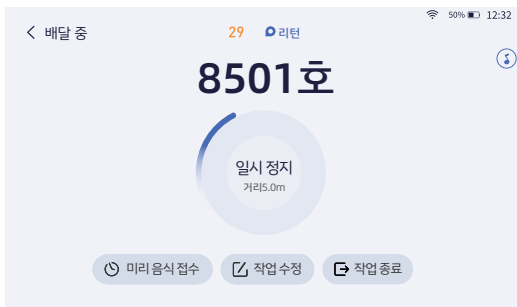 50% 12:32
배달 중 29 리턴
8501호
일시 정지
거리5.0m
미리 음식 접수 작업 수정 작업 종료